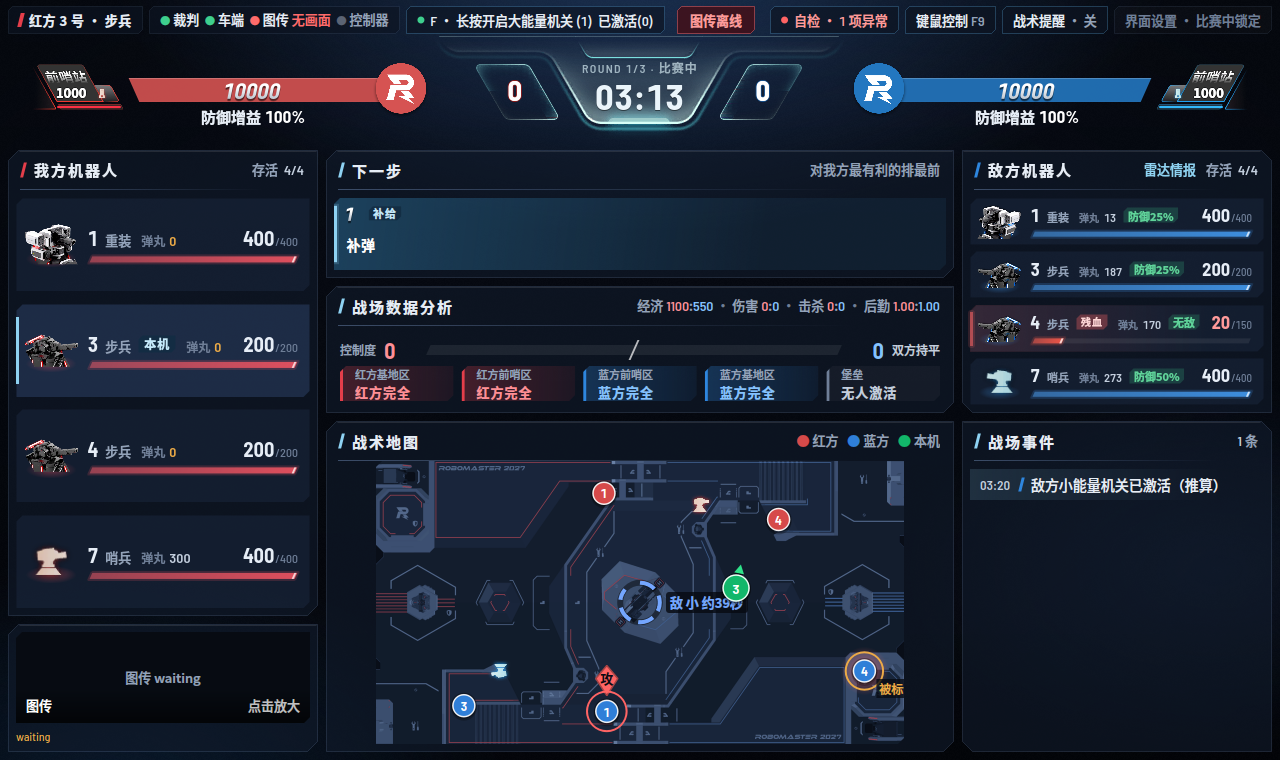 红方 3 号 · 步兵
裁判 车端 图传 无画面 控制器
F · 长按开启大能量机关 (1) 已激活(0)
图传离线
自检 · 1 项异常
键鼠控制 F9
战术提醒 · 关
界面设置 · 比赛中锁定
前哨站
1000
10000
防御增益 100%
0
ROUND 1/3 · 比赛中
03:13
0
10000
防御增益 100%
前哨站
1000
我方机器人 存活 4/4
1 重装 弹丸 0 400/400
3 步兵 本机 弹丸 0 200/200
4 步兵 弹丸 0 200/200
7 哨兵 弹丸 300 400/400
图传 waiting
图传 点击放大
waiting
下一步 对我方最有利的排最前
1 补给
补弹
战场数据分析 经济 1100:550 · 伤害 0:0 · 击杀 0:0 · 后勤 1.00:1.00
控制度 0 0 双方持平
红方基地区
红方完全
红方前哨区
红方完全
蓝方前哨区
蓝方完全
蓝方基地区
蓝方完全
堡垒
无人激活
战术地图 红方 蓝方 本机
ROBOMASTER 2027
1
4
3
敌 小 约39秒
攻
1
3
4
被标
ROBOMASTER 2027
敌方机器人 雷达情报 存活 4/4
1 重装 弹丸 13 防御25% 400/400
3 步兵 弹丸 187 防御25% 200/200
4 步兵 残血 弹丸 170 无敌 20/150
7 哨兵 弹丸 273 防御50% 400/400
战场事件 1 条
03:20 敌方小能量机关已激活（推算）